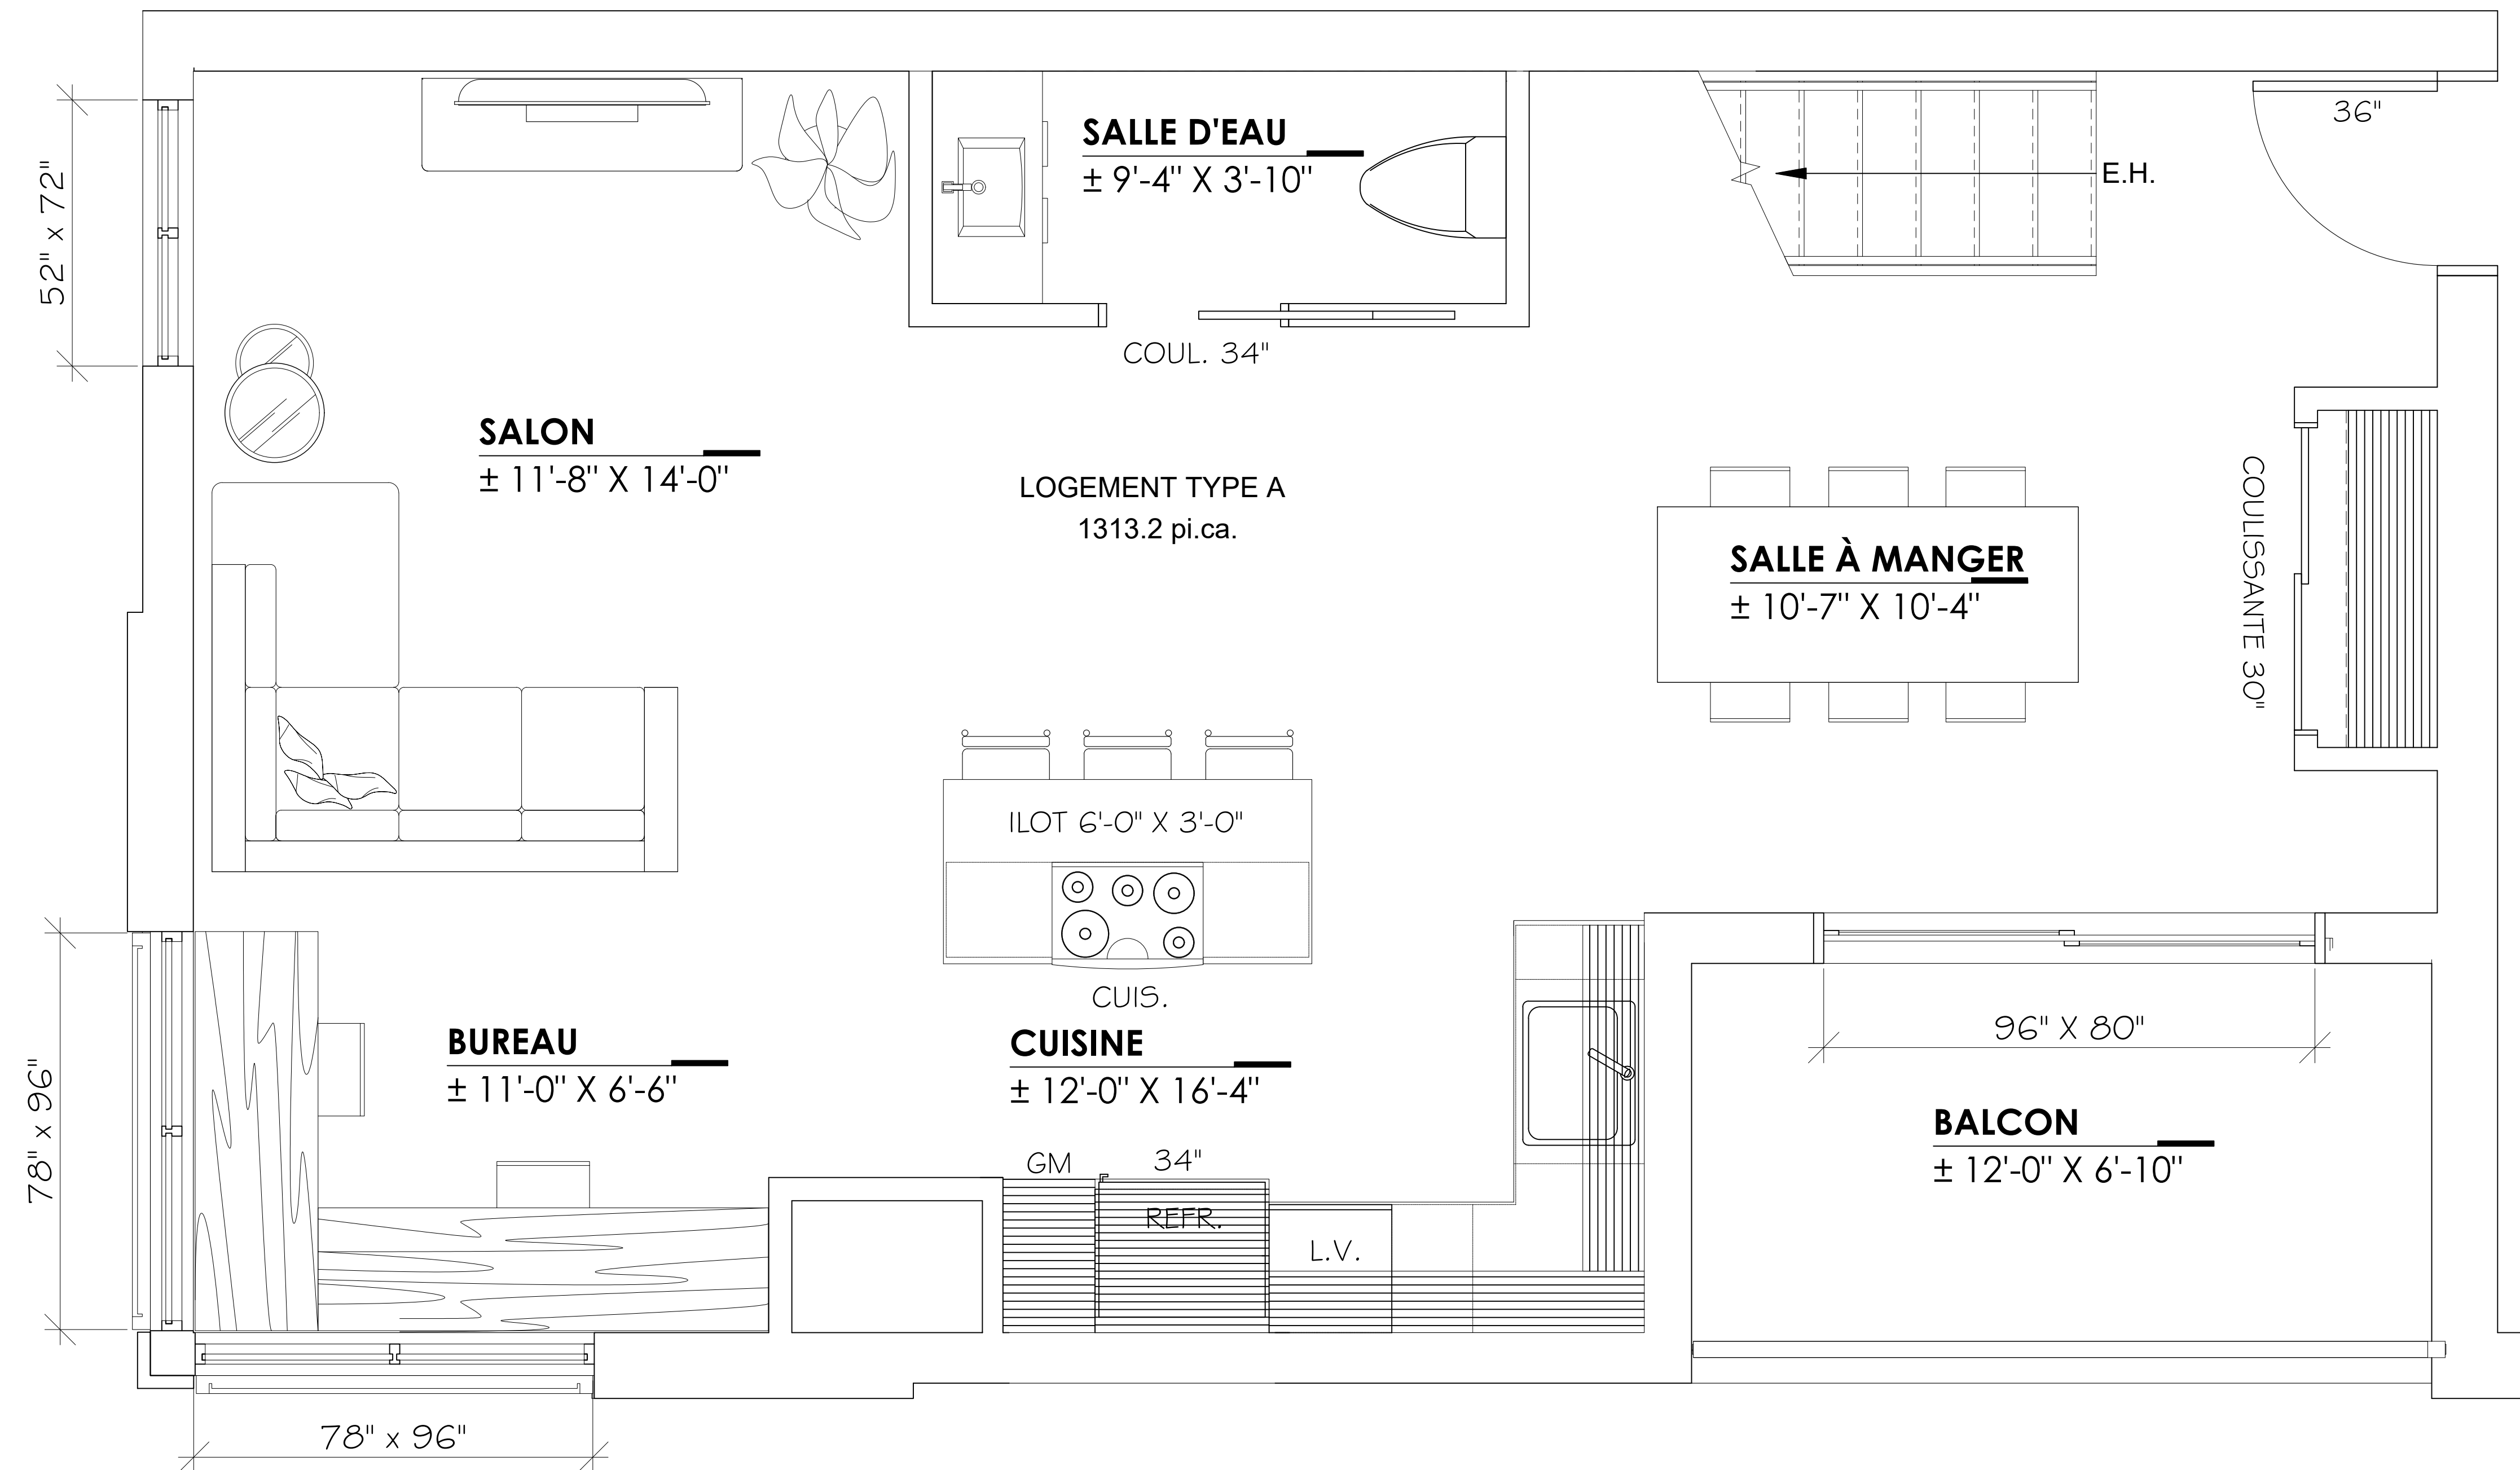 36"
SALLE D'EAU
± 9'-4" X 3'-10"
E.H.
52" x 72"
COUL. 34"
SALON
± 11'-8" X 14'-0"
LOGEMENT TYPE A
1313.2 pi.ca.
SALLE À MANGER
± 10'-7" X 10'-4"
COULISSANTE 30"
ILOT 6'-0" X 3'-0"
CUIS.
BUREAU
± 11'-0" X 6'-6"
CUISINE
± 12'-0" X 16'-4"
96" X 80"
78" x 96"
BALCON
± 12'-0" X 6'-10"
GM
34"
REFR.
L.V.
78" x 96"